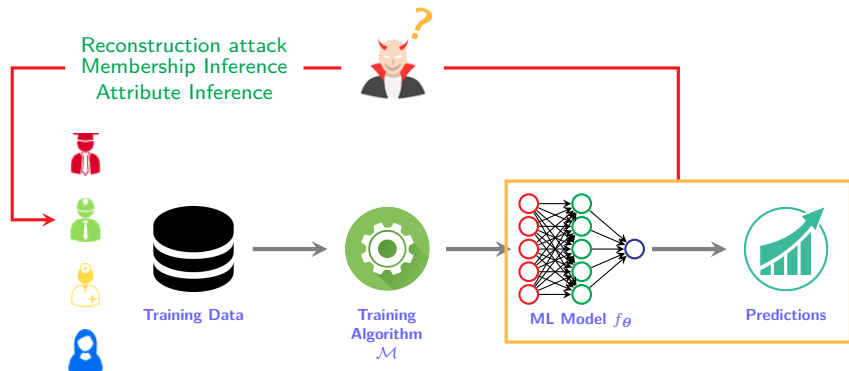 ?
Reconstruction attack
Membership Inference
Attribute Inference
Training Data
Training
Algorithm
ℳ
ML Model f_θ
Predictions